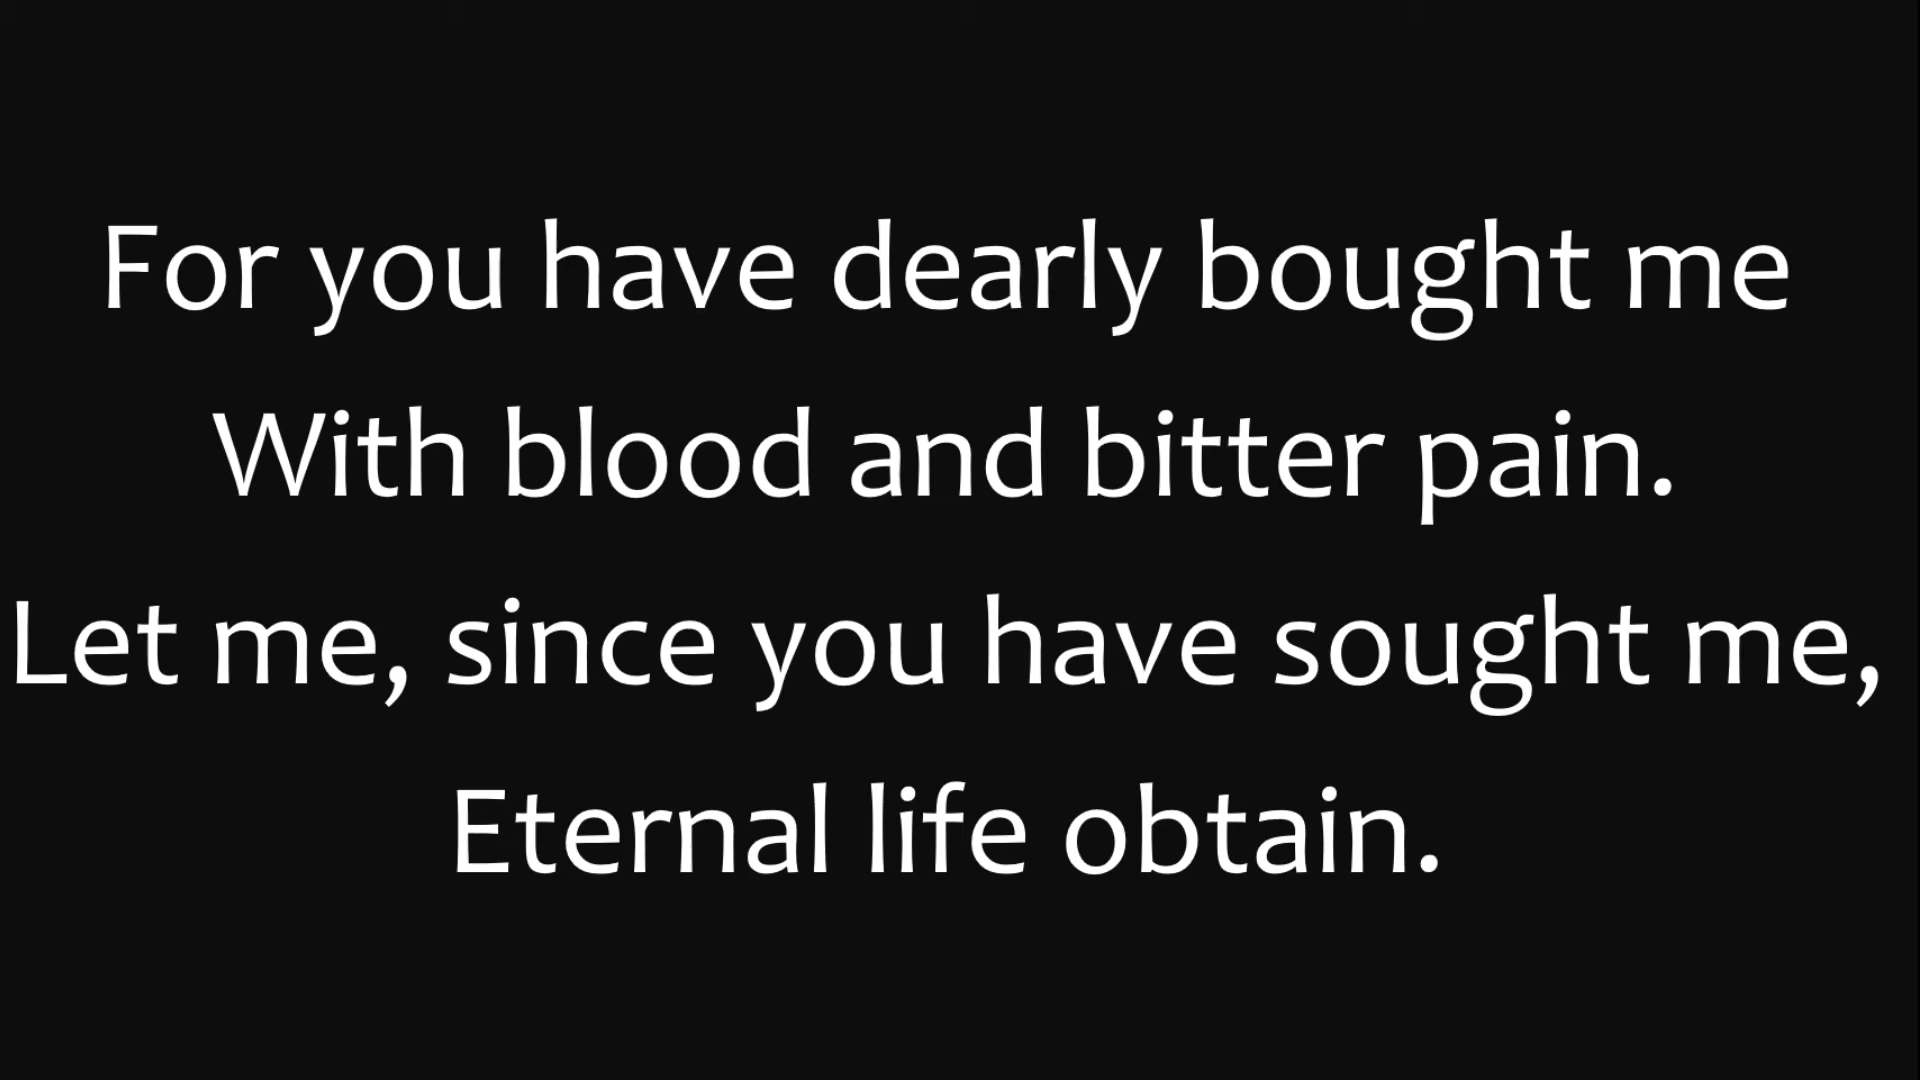 For you have dearly bought me
With blood and bitter pain.
Let me, since you have sought me,
Eternal life obtain.